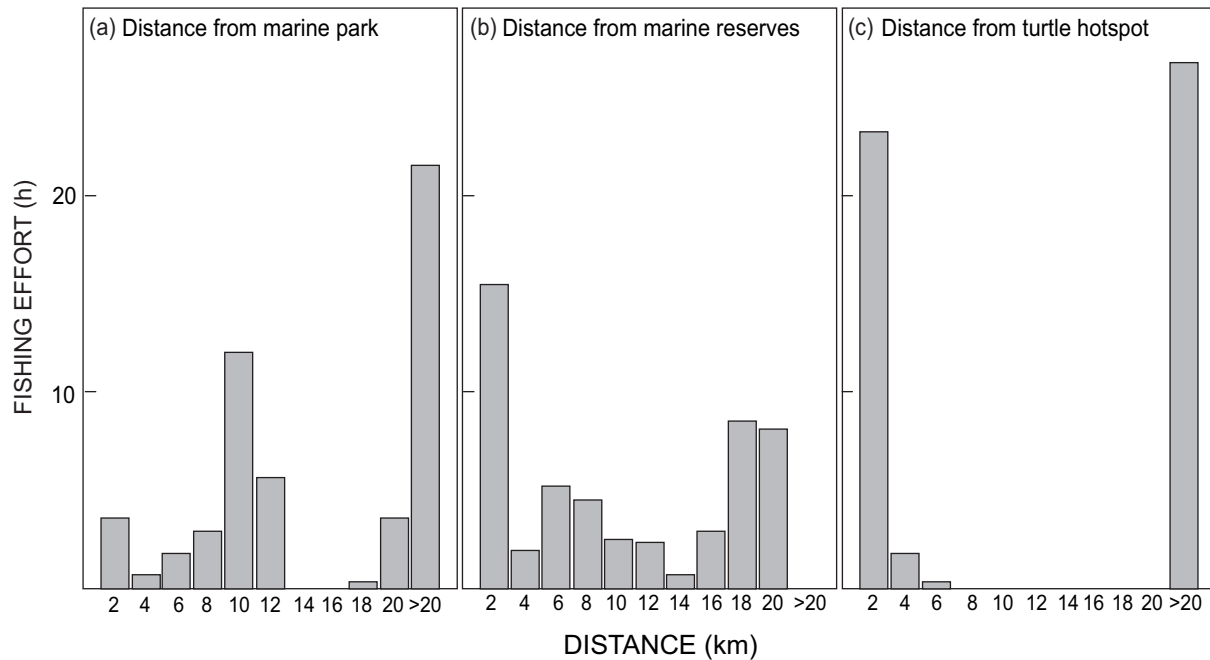 (a) Distance from marine park
(b) Distance from marine reserves
(c) Distance from turtle hotspot
FISHING EFFORT (h)
20
10
2 4 6 8 10 12 14 16 18 20 >20
2 4 6 8 10 12 14 16 18 20 >20
2 4 6 8 10 12 14 16 18 20 >20
DISTANCE (km)